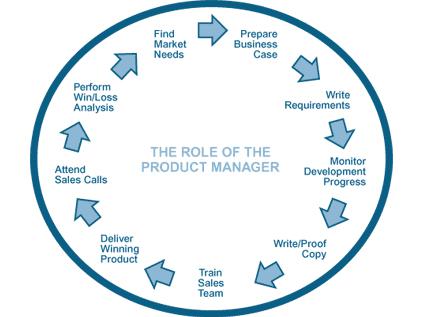 THE ROLE OF THE
PRODUCT MANAGER
Find
Market
Needs
Prepare
Business
Case
Write
Requirements
Monitor
Development
Progress
Write/Proof
Copy
Train
Sales
Team
Deliver
Winning
Product
Attend
Sales Calls
Perform
Win/Loss
Analysis